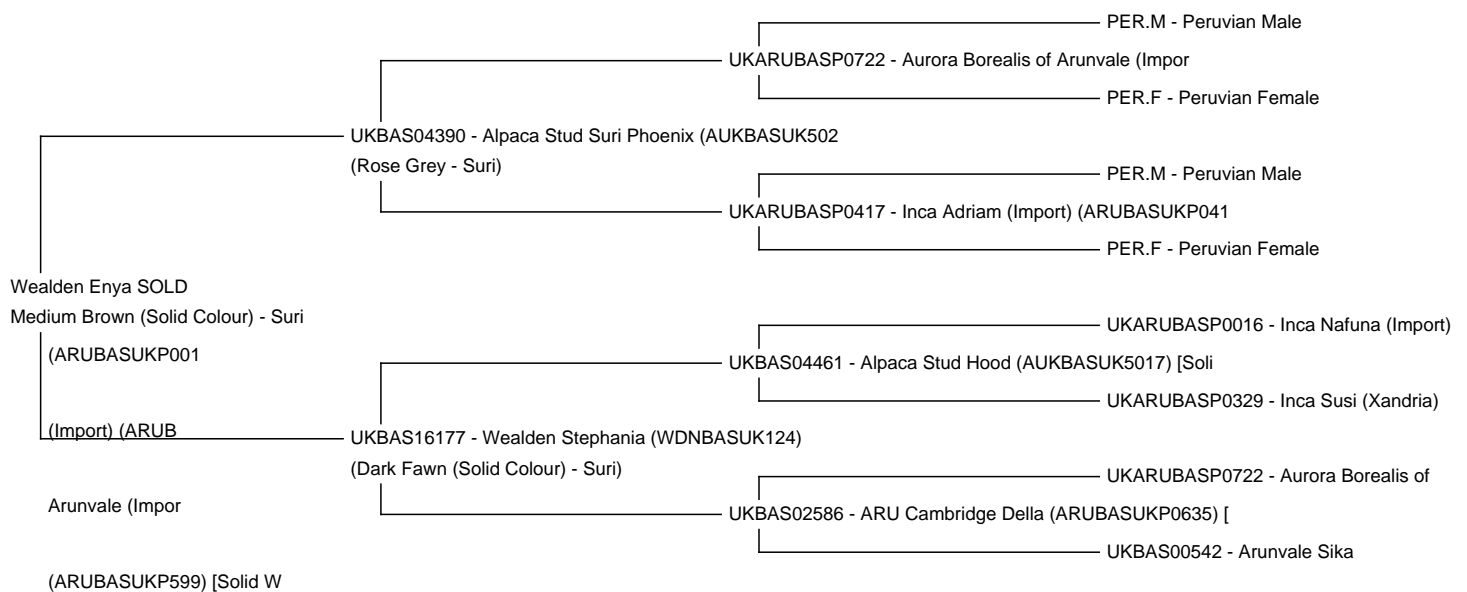 PER.M - Peruvian Male
UKARUBASP0722 - Aurora Borealis of Arunvale (Impor
PER.F - Peruvian Female
UKBAS04390 - Alpaca Stud Suri Phoenix (AUKBASUK502
(Rose Grey - Suri)
PER.M - Peruvian Male
UKARUBASP0417 - Inca Adriam (Import) (ARUBASUKP041
PER.F - Peruvian Female
Wealden Enya SOLD
Medium Brown (Solid Colour) - Suri
UKARUBASP0016 - Inca Nafuna (Import)
(ARUBASUKP001
UKBAS04461 - Alpaca Stud Hood (AUKBASUK5017) [Soli
UKARUBASP0329 - Inca Susi (Xandria)
(Import) (ARUB
UKBAS16177 - Wealden Stephania (WDNBASUK124)
(Dark Fawn (Solid Colour) - Suri)
UKARUBASP0722 - Aurora Borealis of
Arunvale (Impor
UKBAS02586 - ARU Cambridge Della (ARUBASUKP0635) [
UKBAS00542 - Arunvale Sika
(ARUBASUKP599) [Solid W